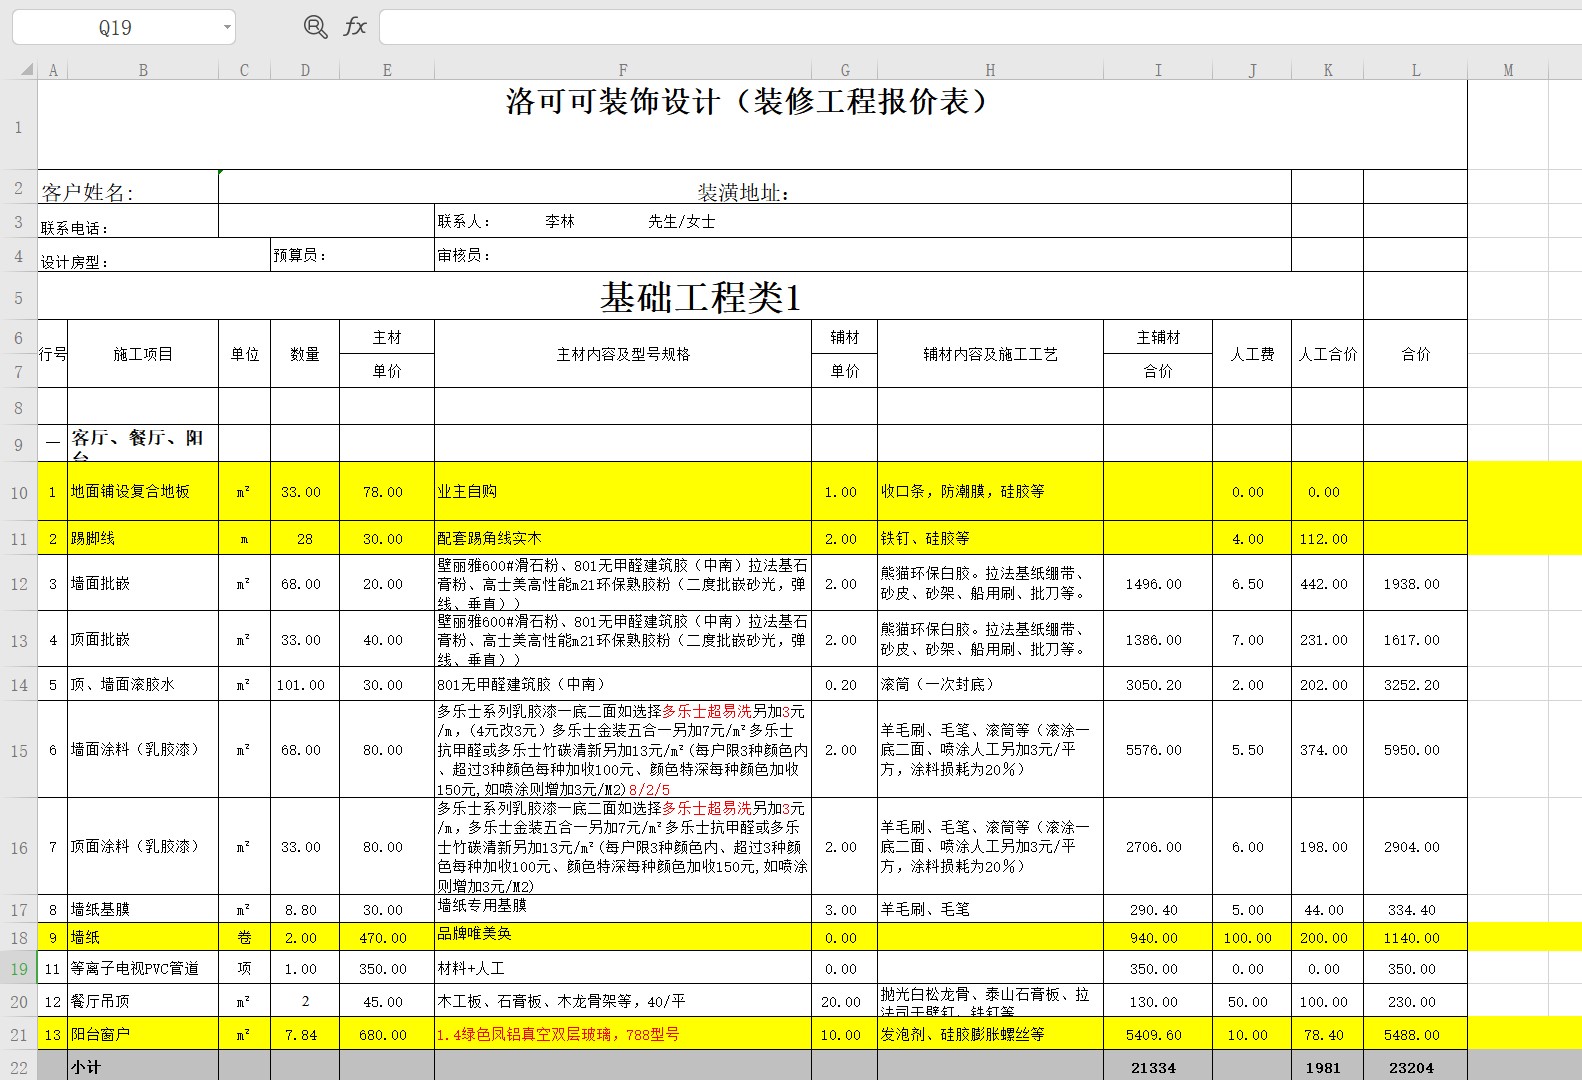 Q19
fx
A B C D E F G H I J K L M
1 洛可可装饰设计（装修工程报价表）
2 客户姓名： 装潢地址：
3 联系电话： 联系人： 李林 先生/女士
4 设计房型： 预算员： 审核员：
5 基础工程类1
6 主材 辅材 主辅材
行号 施工项目 单位 数量 主材内容及型号规格 辅材内容及施工工艺 人工费 人工合价 合价
7 单价 单价 合价
8
9 一 客厅、餐厅、阳
台
10 1 地面铺设复合地板 m² 33.00 78.00 业主自购 1.00 收口条，防潮膜，硅胶等 0.00 0.00
11 2 踢脚线 m 28 30.00 配套踢角线实木 2.00 铁钉、硅胶等 4.00 112.00
12 3 墙面批嵌 m² 68.00 20.00
壁丽雅600#滑石粉、801无甲醛建筑胶（中南）拉法基石
膏粉、高士美高性能m21环保熟胶粉（二度批嵌砂光，弹
线、垂直））
2.00
熊猫环保白胶。拉法基纸绷带、
砂皮、砂架、船用刷、批刀等。
1496.00 6.50 442.00 1938.00
13 4 顶面批嵌 m² 33.00 40.00
壁丽雅600#滑石粉、801无甲醛建筑胶（中南）拉法基石
膏粉、高士美高性能m21环保熟胶粉（二度批嵌砂光，弹
线、垂直））
2.00
熊猫环保白胶。拉法基纸绷带、
砂皮、砂架、船用刷、批刀等。
1386.00 7.00 231.00 1617.00
14 5 顶、墙面滚胶水 m² 101.00 30.00 801无甲醛建筑胶（中南） 0.20 滚筒（一次封底） 3050.20 2.00 202.00 3252.20
15 6 墙面涂料（乳胶漆） m² 68.00 80.00
多乐士系列乳胶漆一底二面如选择多乐士超易洗另加3元
/m，(4元改3元）多乐士金装五合一另加7元/m²多乐士
抗甲醛或多乐士竹碳清新另加13元/m²(每户限3种颜色内
、超过3种颜色每种加收100元、颜色特深每种颜色加收
150元,如喷涂则增加3元/M2)8/2/5
2.00
羊毛刷、毛笔、滚筒等（滚涂一
底二面、喷涂人工另加3元/平
方，涂料损耗为20％）
5576.00 5.50 374.00 5950.00
16 7 顶面涂料（乳胶漆） m² 33.00 80.00
多乐士系列乳胶漆一底二面如选择多乐士超易洗另加3元
/m，多乐士金装五合一另加7元/m²多乐士抗甲醛或多乐
士竹碳清新另加13元/m²(每户限3种颜色内、超过3种颜
色每种加收100元、颜色特深每种颜色加收150元,如喷涂
则增加3元/M2)
2.00
羊毛刷、毛笔、滚筒等（滚涂一
底二面、喷涂人工另加3元/平
方，涂料损耗为20％）
2706.00 6.00 198.00 2904.00
17 8 墙纸基膜 m² 8.80 30.00 墙纸专用基膜 3.00 羊毛刷、毛笔 290.40 5.00 44.00 334.40
18 9 墙纸 卷 2.00 470.00 品牌唯美奂 0.00 940.00 100.00 200.00 1140.00
19 11 等离子电视PVC管道 项 1.00 350.00 材料+人工 0.00 350.00 0.00 0.00 350.00
20 12 餐厅吊顶 m² 2 45.00 木工板、石膏板、木龙骨架等，40/平 20.00
抛光白松龙骨、泰山石膏板、拉
法司干壁钉、铁钉等
130.00 50.00 100.00 230.00
21 13 阳台窗户 m² 7.84 680.00 1.4绿色凤铝真空双层玻璃，788型号 10.00 发泡剂、硅胶膨胀螺丝等 5409.60 10.00 78.40 5488.00
22 小计 21334 1981 23204